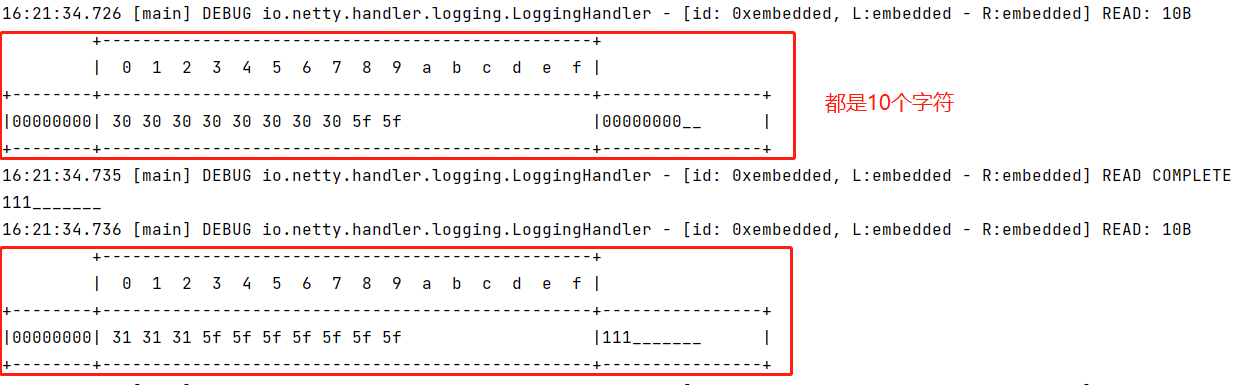 16:21:34.726 [main] DEBUG io.netty.handler.logging.LoggingHandler - [id: 0xembedded, L:embedded - R:embedded] READ: 10B
         +-------------------------------------------------+
         |  0  1  2  3  4  5  6  7  8  9  a  b  c  d  e  f |
+--------+-------------------------------------------------+----------------+
都是10个字符
|00000000| 30 30 30 30 30 30 30 30 5f 5f                   |00000000__      |
+--------+-------------------------------------------------+----------------+
16:21:34.735 [main] DEBUG io.netty.handler.logging.LoggingHandler - [id: 0xembedded, L:embedded - R:embedded] READ COMPLETE
111_______
16:21:34.736 [main] DEBUG io.netty.handler.logging.LoggingHandler - [id: 0xembedded, L:embedded - R:embedded] READ: 10B
         +-------------------------------------------------+
         |  0  1  2  3  4  5  6  7  8  9  a  b  c  d  e  f |
+--------+-------------------------------------------------+----------------+
|00000000| 31 31 31 5f 5f 5f 5f 5f 5f 5f                   |111_______      |
+--------+-------------------------------------------------+----------------+